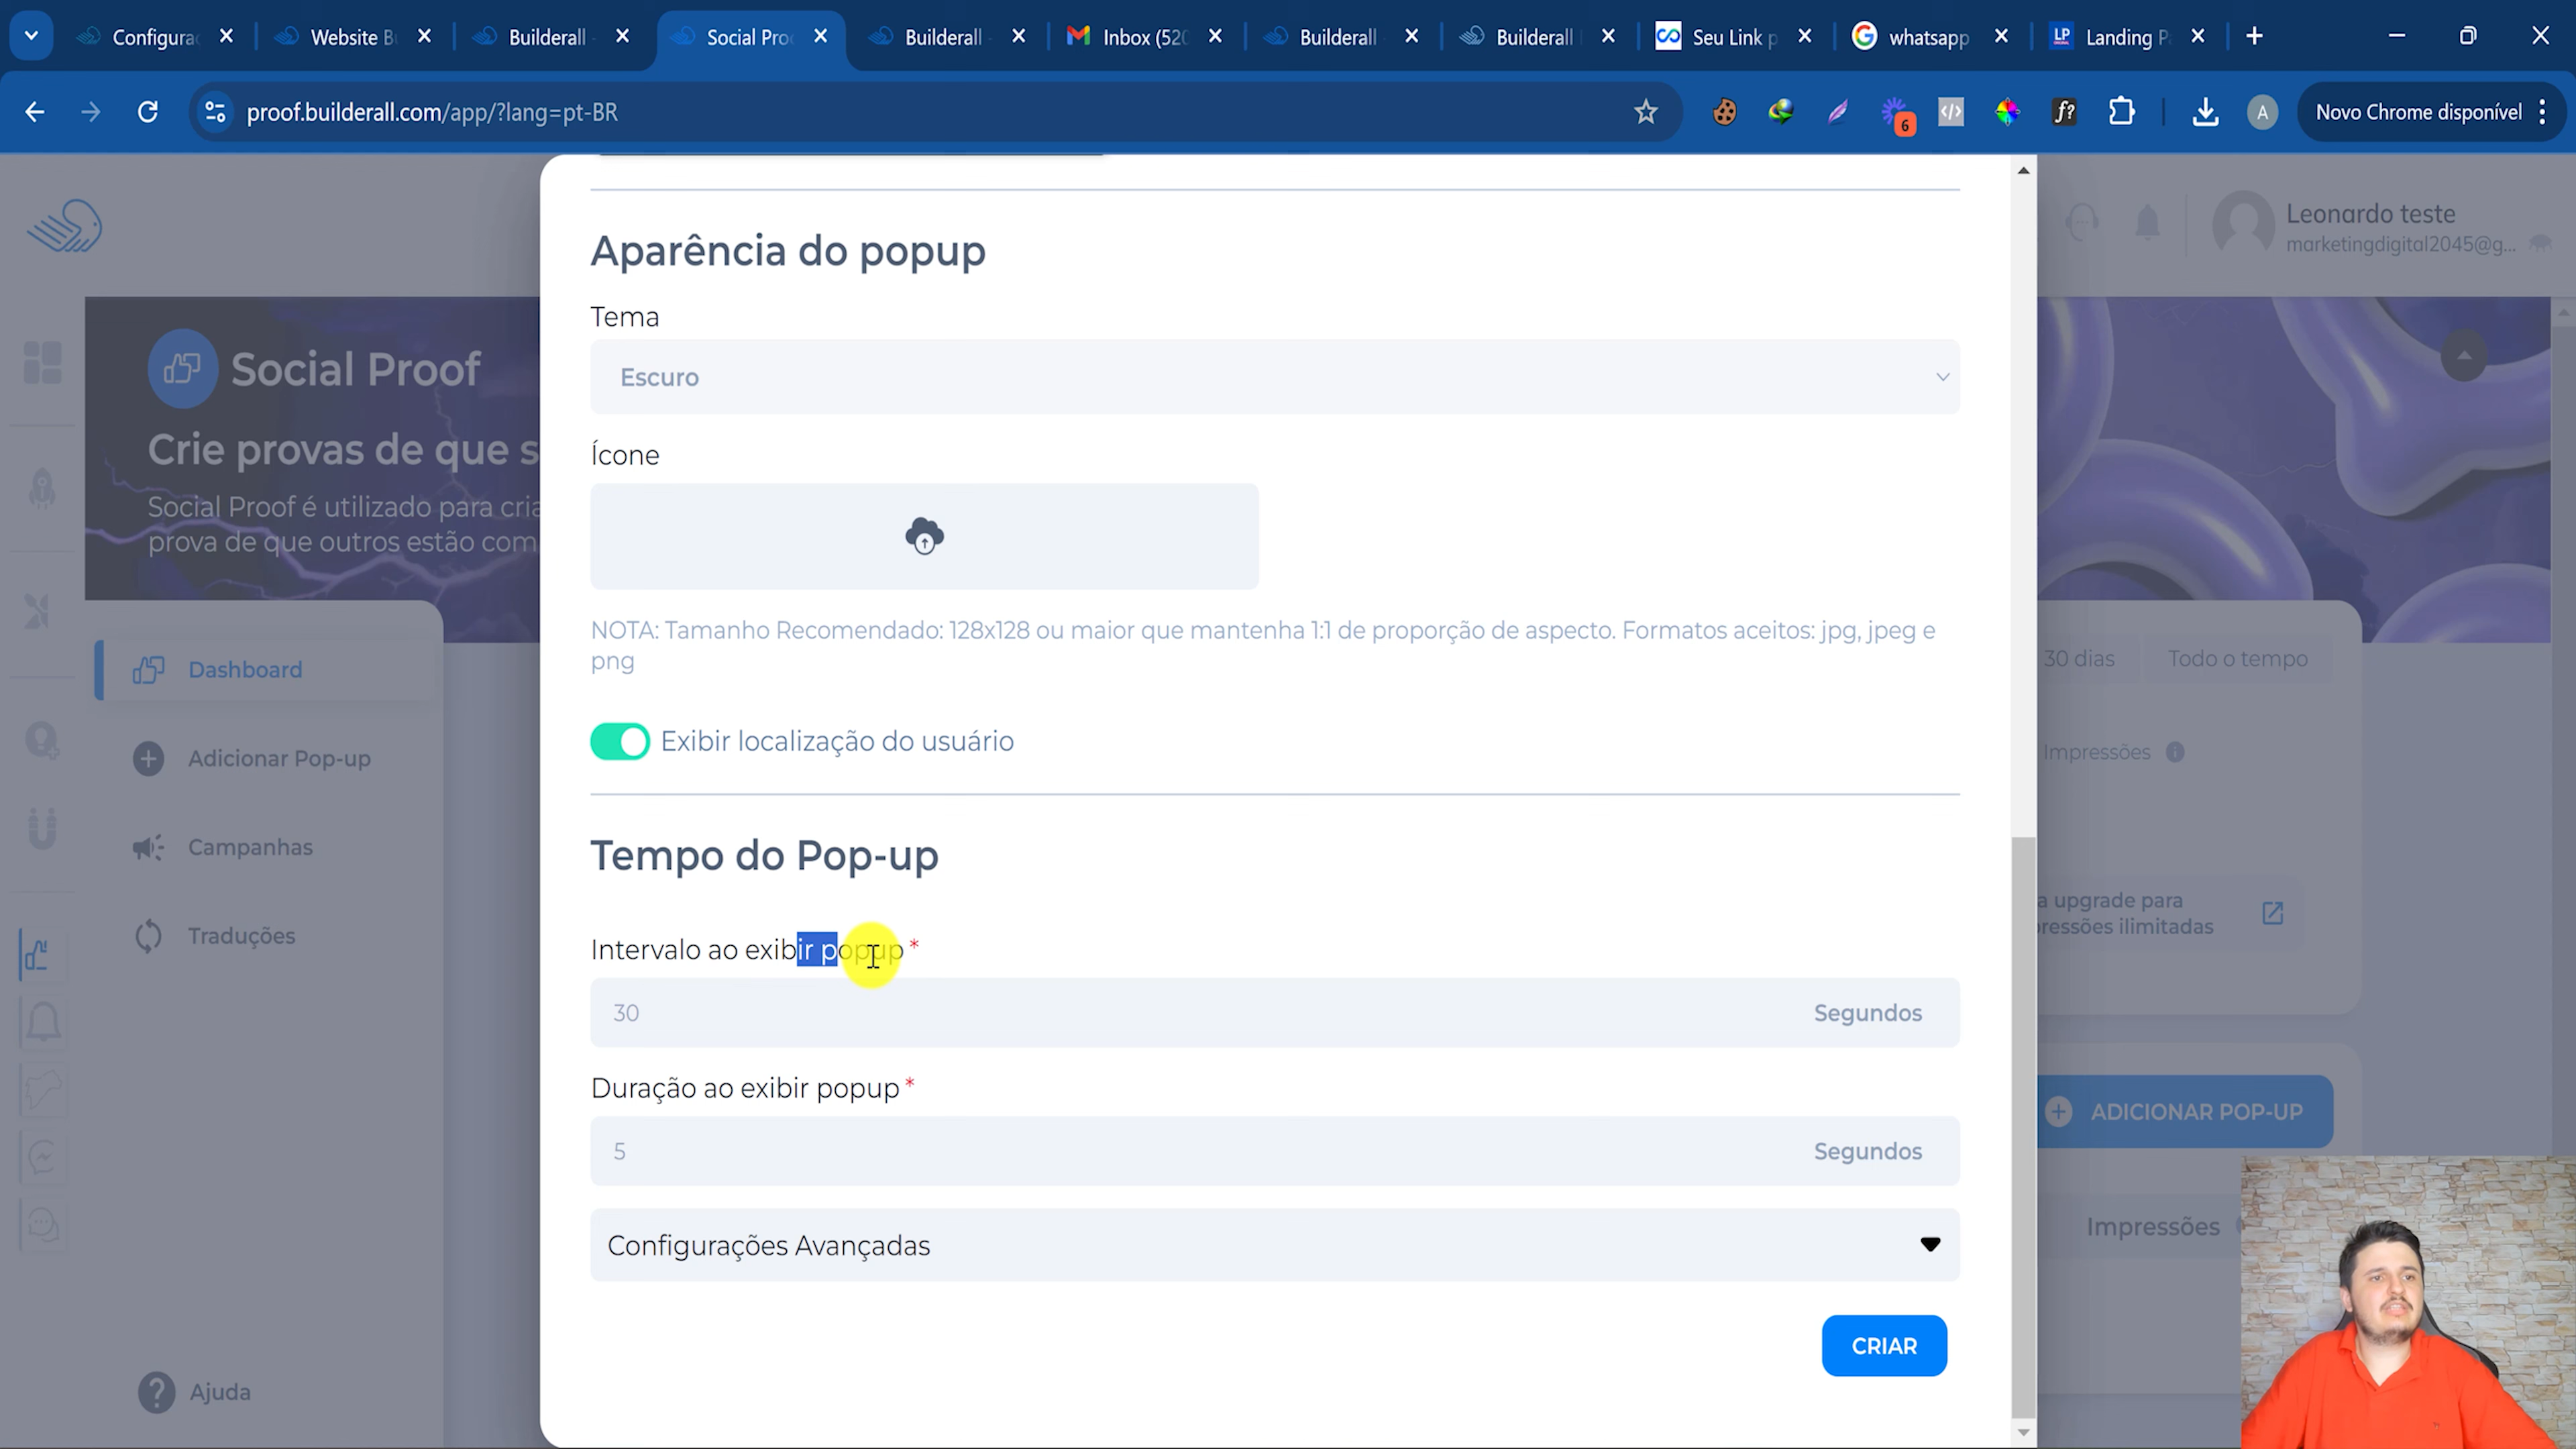 Configura
Website B
Builderall -
Social Pro
Builderall -
Inbox (520
Builderall
Builderall
Seu Link p
whatsapp
LP
Landing P
proof.builderall.com/app/?lang=pt-BR
6
f?
A
Novo Chrome disponível
Leonardo teste
marketingdigital2045@g...
Social Proof
Crie provas de que s
Social Proof é utilizado para cria
prova de que outros estão com
Dashboard
Adicionar Pop-up
Campanhas
Traduções
Ajuda
Aparência do popup
Tema
Escuro
Ícone
NOTA: Tamanho Recomendado: 128x128 ou maior que mantenha 1:1 de proporção de aspecto. Formatos aceitos: jpg, jpeg e
png
Exibir localização do usuário
Tempo do Pop-up
Intervalo ao exibir popup *
30
Segundos
Duração ao exibir popup *
5
Segundos
Configurações Avançadas
CRIAR
30 dias
Todo o tempo
Impressões
a upgrade para
pressões ilimitadas
ADICIONAR POP-UP
Impressões